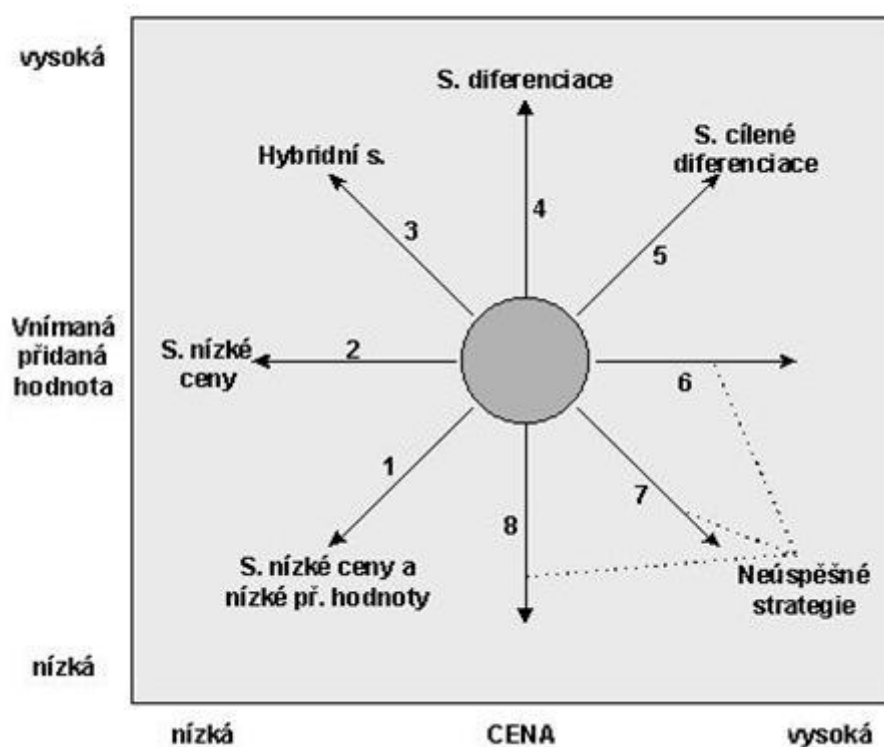 vysoká
S. diferenciace
S. cílené
diferenciace
Hybridní s.
4
3
5
Vnímaná
přidaná
hodnota
S. nízké
ceny
2
6
1
7
8
S. nízké ceny a
nízké př. hodnoty
Neúspěšné
strategie
nízká
nízká
CENA
vysoká